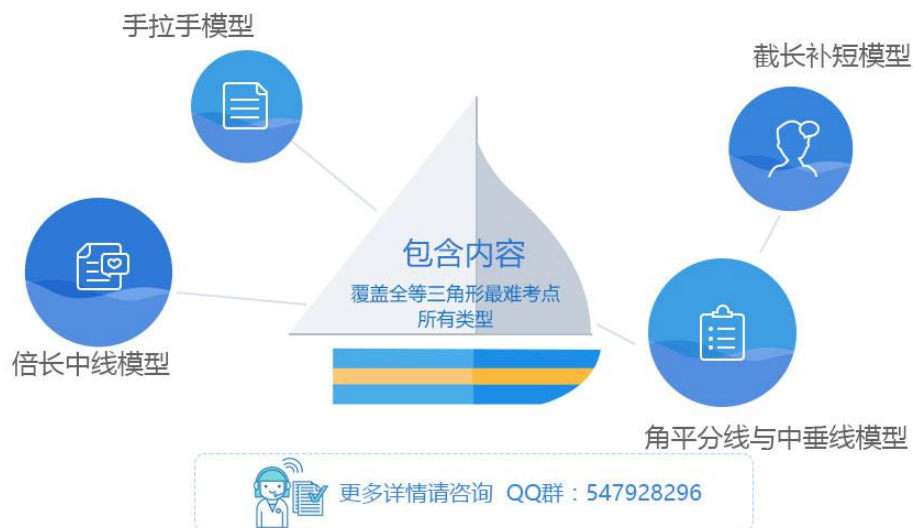 手拉手模型
截长补短模型
包含内容
覆盖全等三角形最难考点
所有类型
倍长中线模型
角平分线与中垂线模型
更多详情请咨询 QQ群：547928296